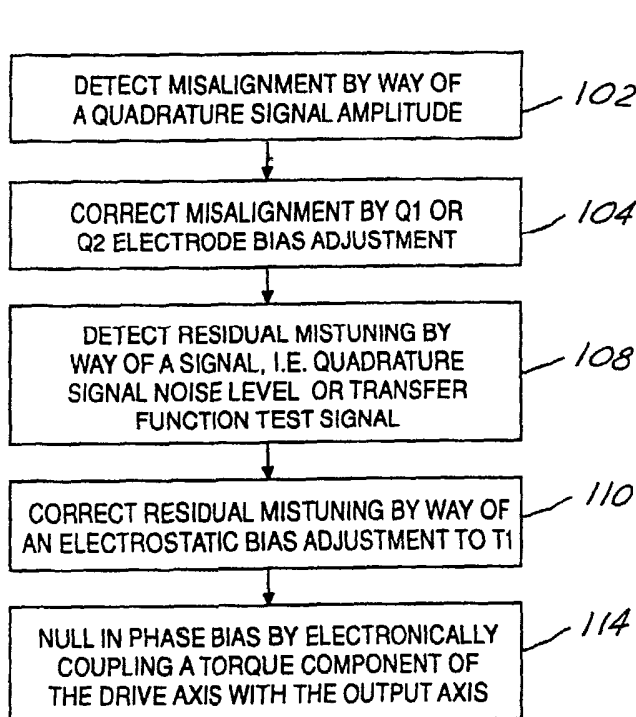 DETECT MISALIGNMENT BY WAY OF
A QUADRATURE SIGNAL AMPLITUDE
102
CORRECT MISALIGNMENT BY Q1 OR
Q2 ELECTRODE BIAS ADJUSTMENT
104
DETECT RESIDUAL MISTUNING BY
WAY OF A SIGNAL, I.E. QUADRATURE
SIGNAL NOISE LEVEL OR TRANSFER
FUNCTION TEST SIGNAL
108
CORRECT RESIDUAL MISTUNING BY WAY OF
AN ELECTROSTATIC BIAS ADJUSTMENT TO T1
110
NULL IN PHASE BIAS BY ELECTRONICALLY
COUPLING A TORQUE COMPONENT OF
THE DRIVE AXIS WITH THE OUTPUT AXIS
114